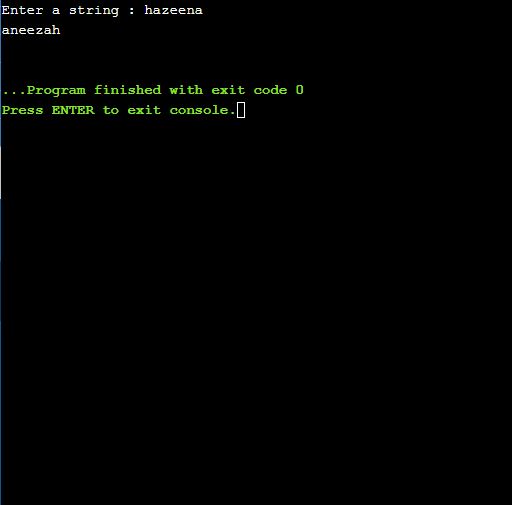 Enter a string : hazeena
aneezah
...Program finished with exit code 0
Press ENTER to exit console.